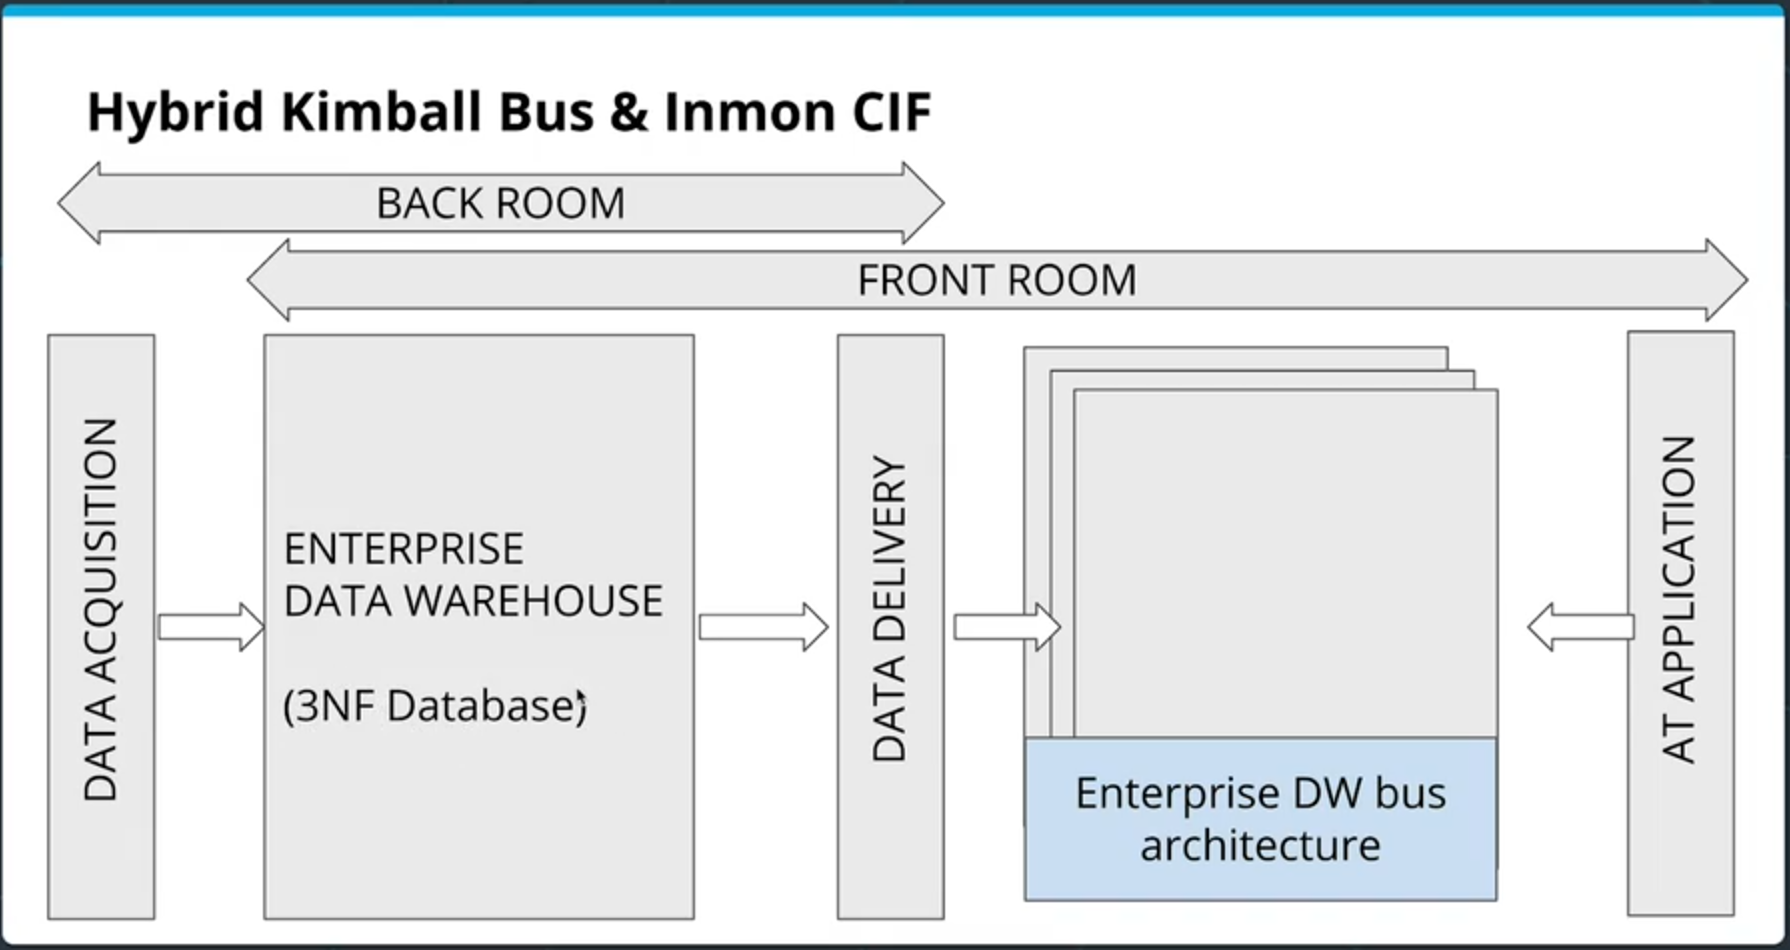 Hybrid Kimball Bus & Inmon CIF
BACK ROOM
FRONT ROOM
DATA ACQUISITION
ENTERPRISE
DATA WAREHOUSE
(3NF Database)
DATA DELIVERY
Enterprise DW bus
architecture
AT APPLICATION